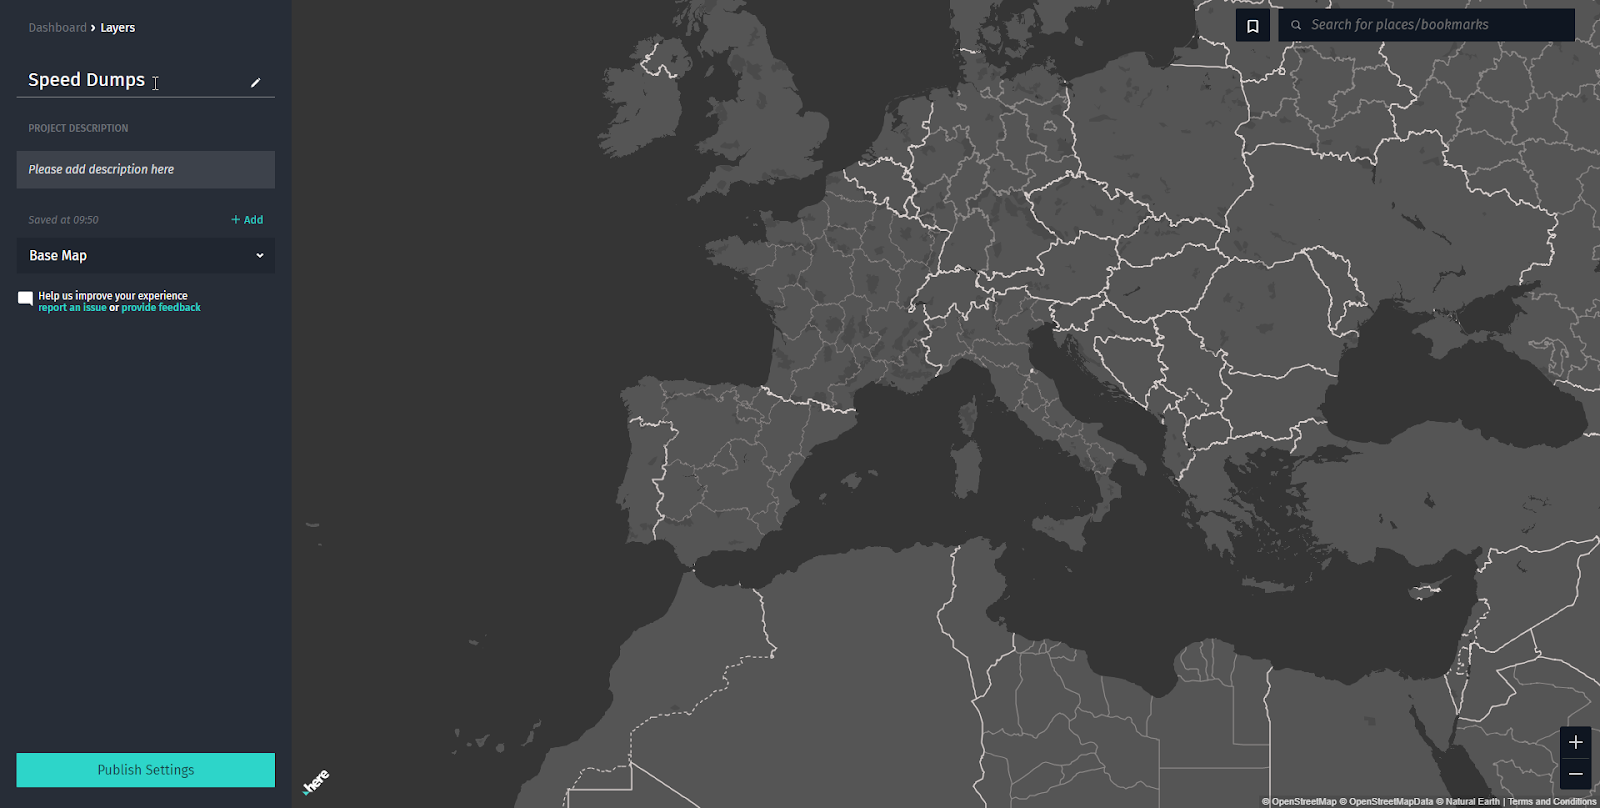 Dashboard › Layers
Speed Dumps
PROJECT DESCRIPTION
Please add description here
Saved at 09:50
+ Add
Base Map
Help us improve your experience
report an issue or provide feedback
Publish Settings
Search for places/bookmarks
here
+
−
© OpenStreetMap © OpenStreetMapData © Natural Earth | Terms and Conditions